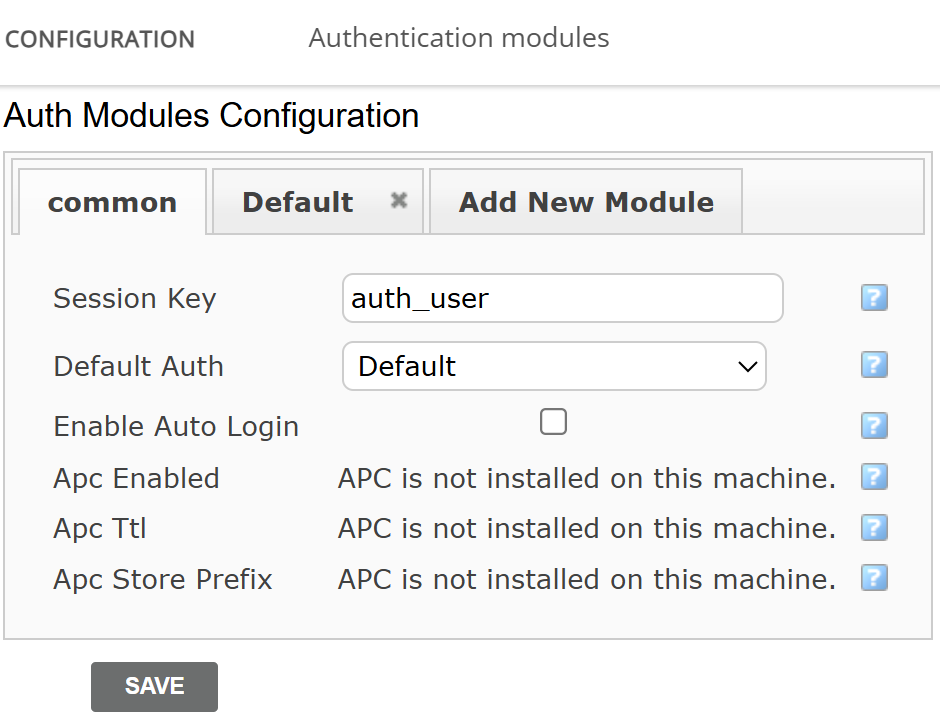 CONFIGURATION Authentication modules
Auth Modules Configuration
common Default Add New Module
Session Key auth_user ?
Default Auth Default ?
Enable Auto Login ?
Apc Enabled APC is not installed on this machine. ?
Apc Ttl APC is not installed on this machine. ?
Apc Store Prefix APC is not installed on this machine. ?
SAVE